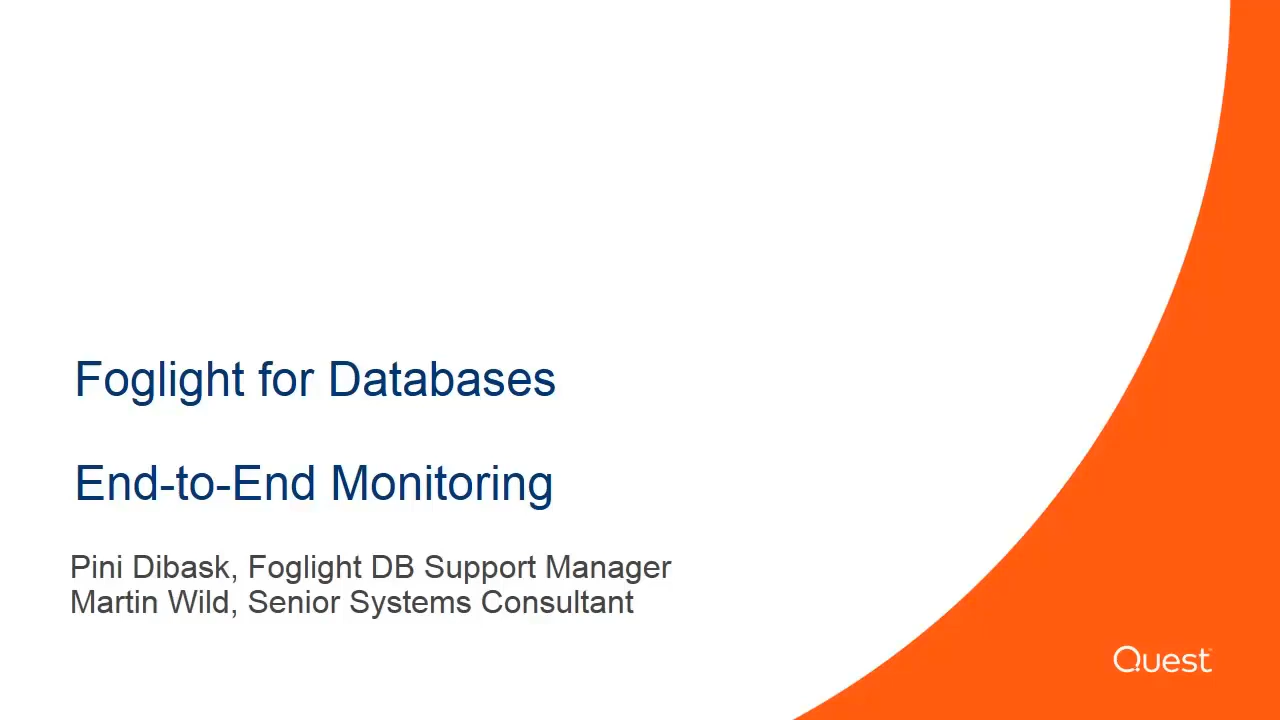 Foglight for Databases
End-to-End Monitoring
Pini Dibask, Foglight DB Support Manager
Martin Wild, Senior Systems Consultant
Quest